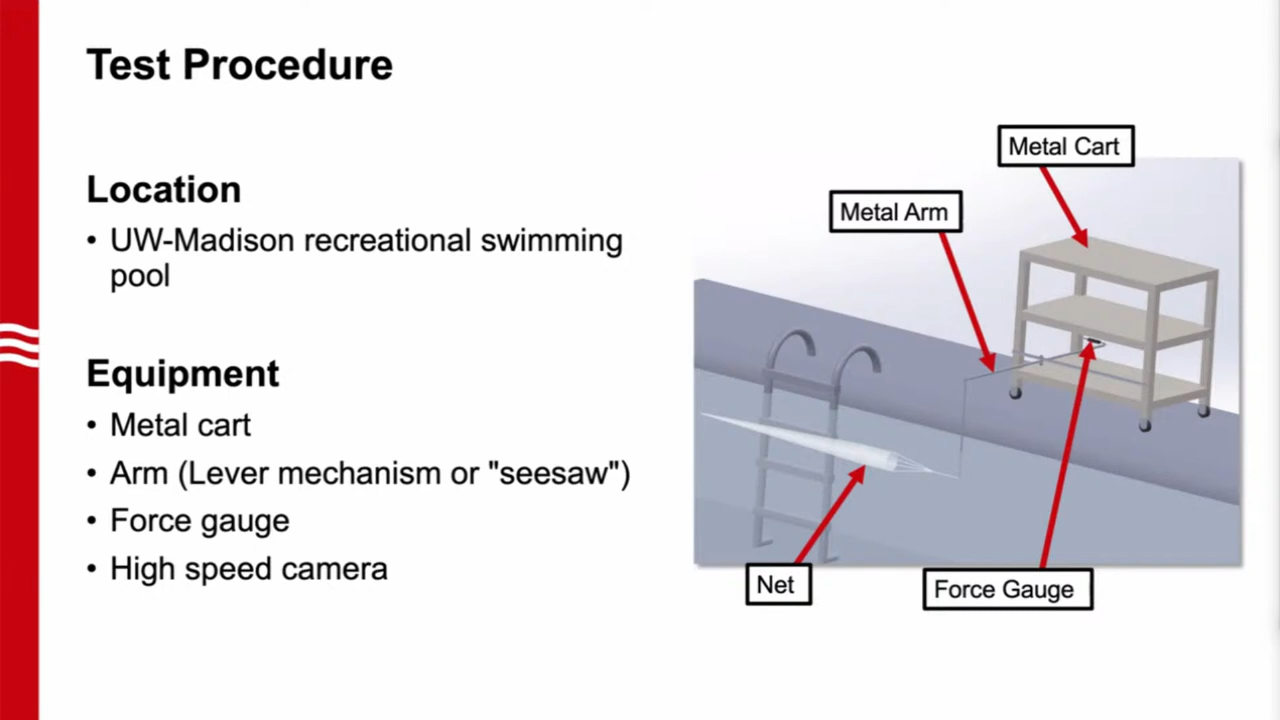 Test Procedure
Location
• UW-Madison recreational swimming
pool
Equipment
• Metal cart
• Arm (Lever mechanism or "seesaw")
• Force gauge
• High speed camera
Metal Cart
Metal Arm
Net
Force Gauge